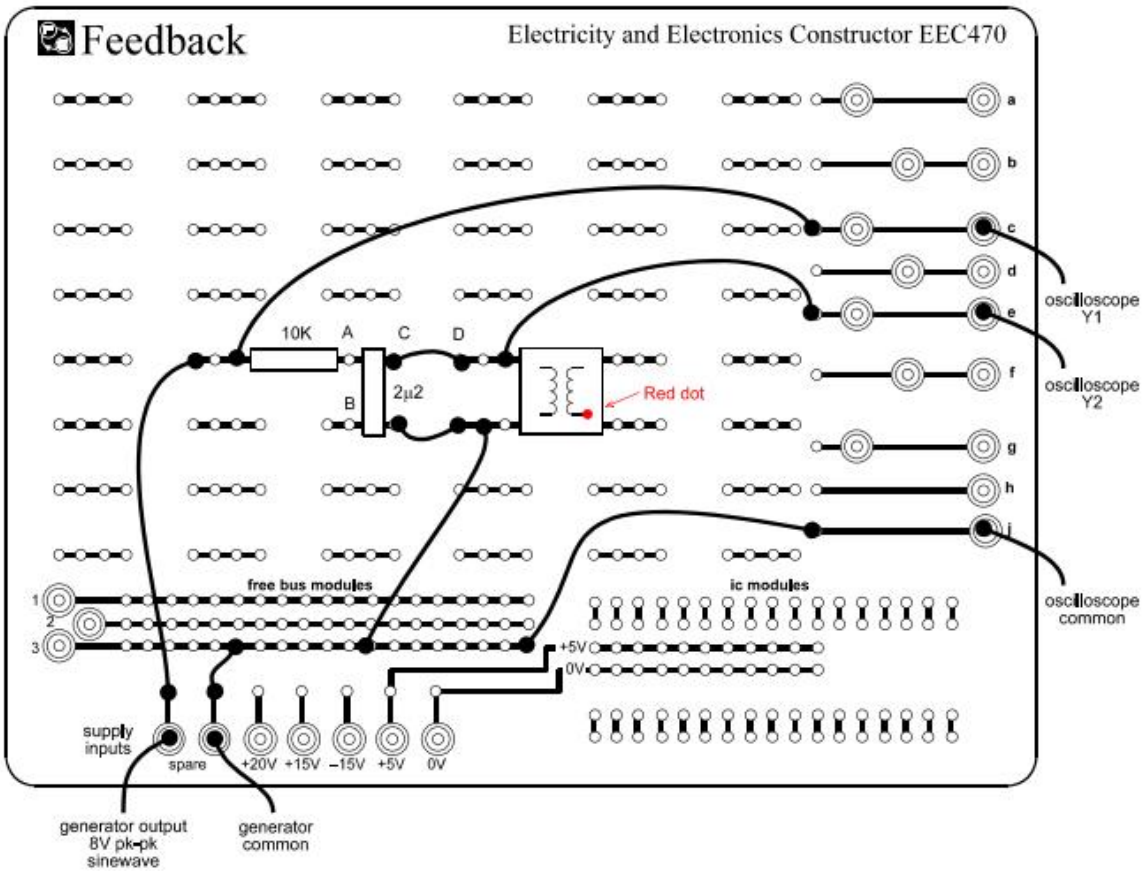 Feedback
Electricity and Electronics Constructor EEC470
a
b
c
d
oscilloscope
Y1
e
10K
A
C
D
f
oscilloscope
Y2
2µ2
B
Red dot
g
h
j
free bus modules
ic modules
1
2
3
oscilloscope
common
+5V
0V
supply
inputs
spare
+20V
+15V
–15V
+5V
0V
generator output
8V pk-pk
sinewave
generator
common